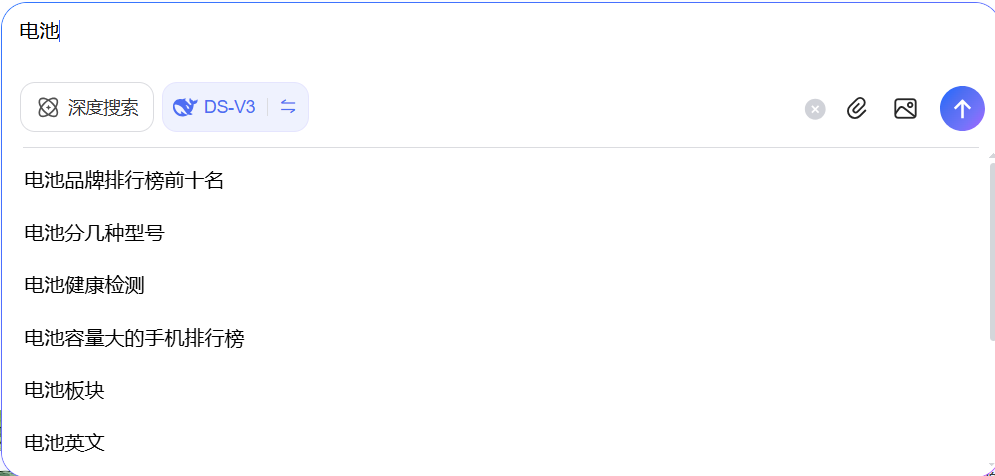 电池
深度搜索 DS-V3
电池品牌排行榜前十名
电池分几种型号
电池健康检测
电池容量大的手机排行榜
电池板块
电池英文